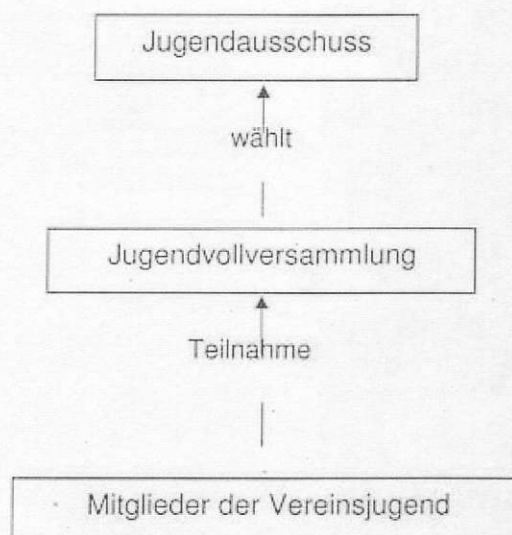 Jugendausschuss
wählt
Jugendvollversammlung
Teilnahme
Mitglieder der Vereinsjugend